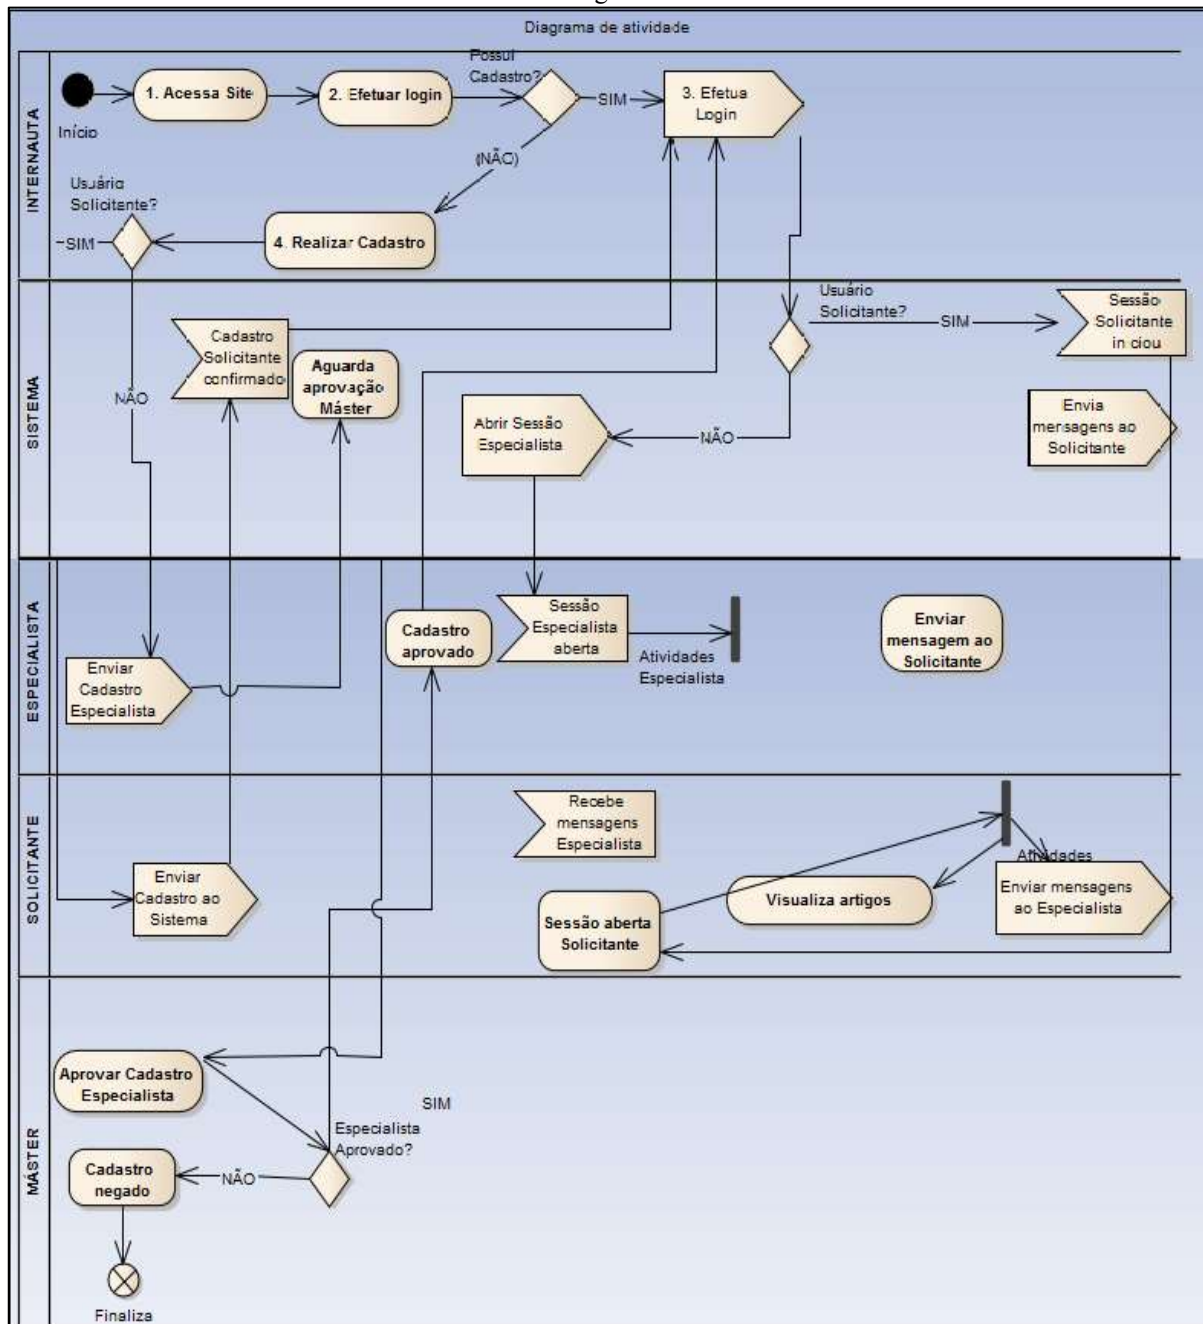 Diagrama de atividade
INTERNAUTA
Início
1. Acessa Site
2. Efetuar login
Possui
Cadastro?
SIM
3. Efetua
Login
(NÃO)
Usuário
Solicitante?
SIM
4. Realizar Cadastro
SISTEMA
NÃO
Cadastro
Solicitante
confirmado
Aguarda
aprovação
Máster
Abrir Sessão
Especialista
NÃO
Usuário
Solicitante?
SIM
Sessão
Solicitante
in ciou
Envia
mensagens ao
Solicitante
ESPECIALISTA
Enviar
Cadastro
Especialista
Cadastro
aprovado
Sessão
Especialista
aberta
Atividades
Especialista
Enviar
mensagem ao
Solicitante
SOLICITANTE
Enviar
Cadastro ao
Sistema
Recebe
mensagens
Especialista
Sessão aberta
Solicitante
Visualiza artigos
Atividades
Enviar mensagens
ao Especialista
MÁSTER
Aprovar Cadastro
Especialista
SIM
Especialista
Aprovado?
NÃO
Cadastro
negado
Finaliza